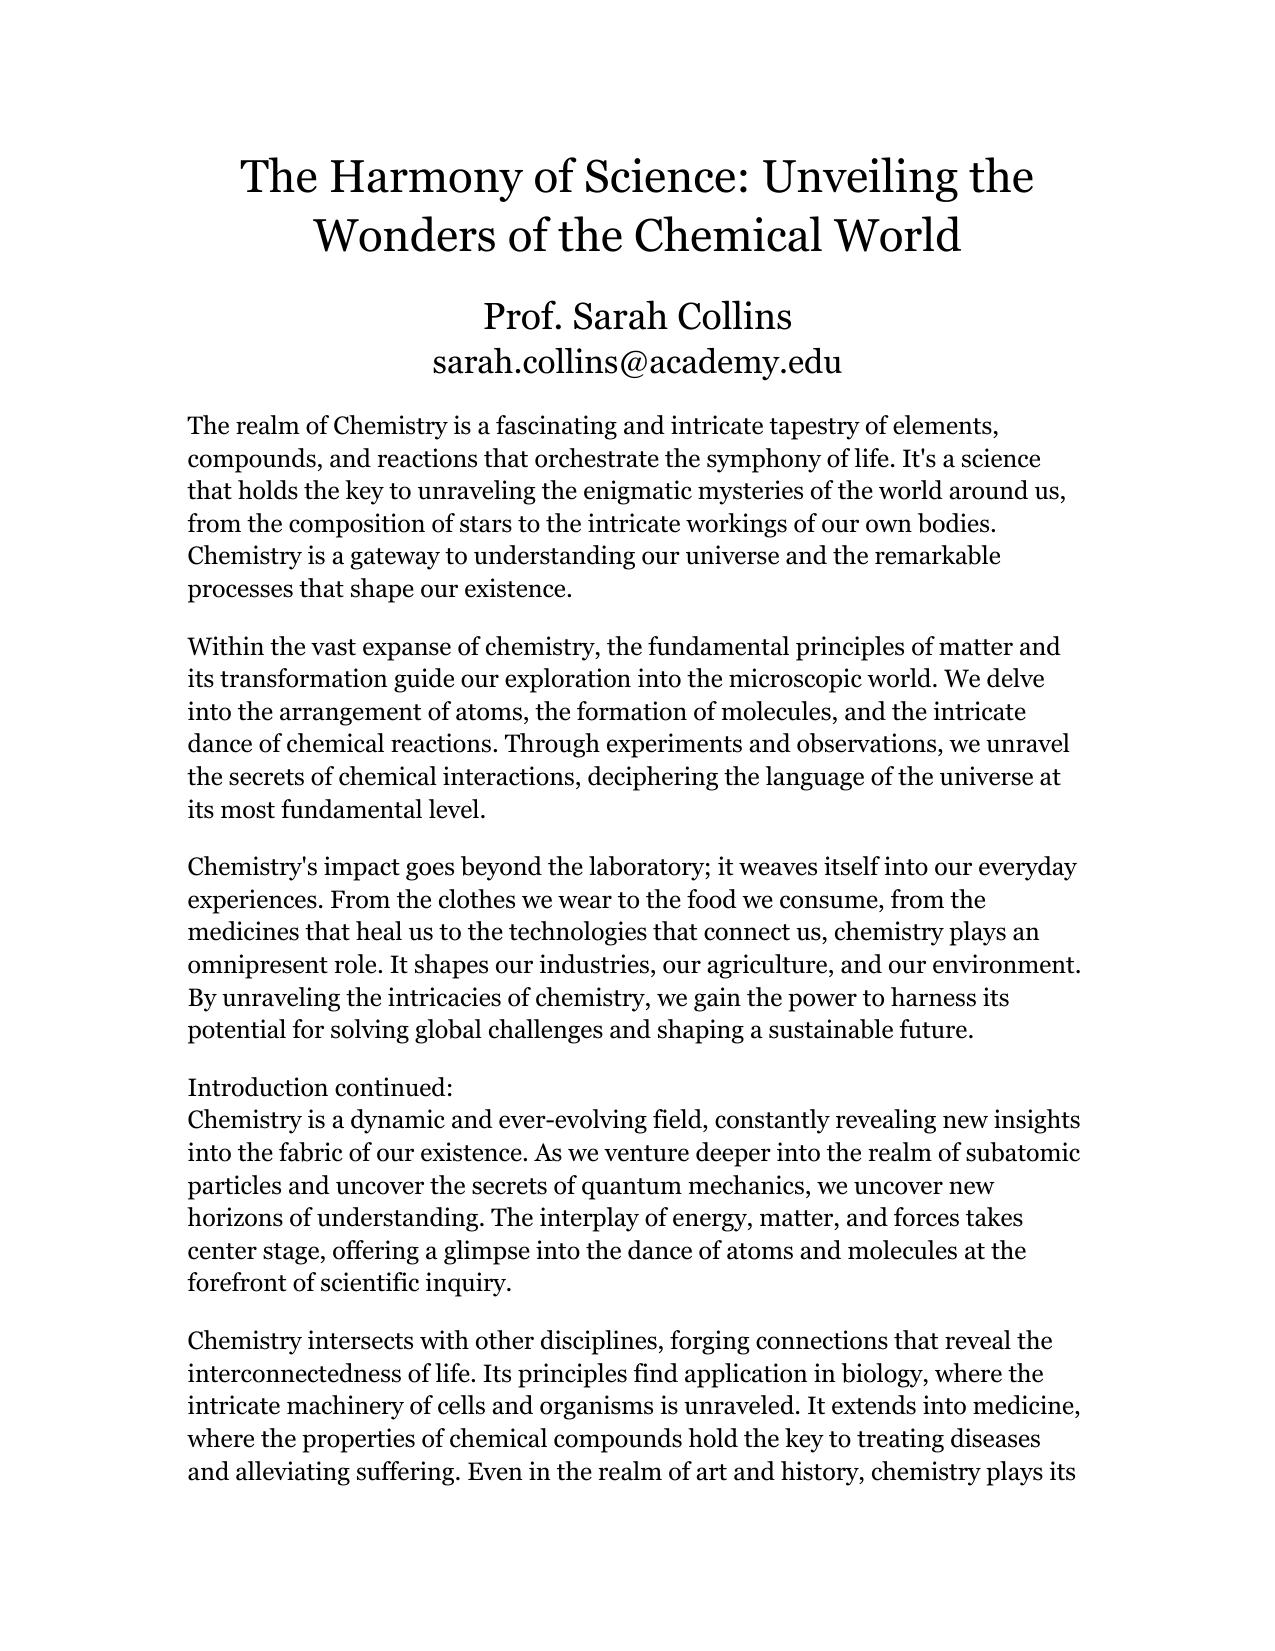 The Harmony of Science: Unveiling the
Wonders of the Chemical World
Prof. Sarah Collins
sarah.collins@academy.edu
The realm of Chemistry is a fascinating and intricate tapestry of elements,
compounds, and reactions that orchestrate the symphony of life. It's a science
that holds the key to unraveling the enigmatic mysteries of the world around us,
from the composition of stars to the intricate workings of our own bodies.
Chemistry is a gateway to understanding our universe and the remarkable
processes that shape our existence.
Within the vast expanse of chemistry, the fundamental principles of matter and
its transformation guide our exploration into the microscopic world. We delve
into the arrangement of atoms, the formation of molecules, and the intricate
dance of chemical reactions. Through experiments and observations, we unravel
the secrets of chemical interactions, deciphering the language of the universe at
its most fundamental level.
Chemistry's impact goes beyond the laboratory; it weaves itself into our everyday
experiences. From the clothes we wear to the food we consume, from the
medicines that heal us to the technologies that connect us, chemistry plays an
omnipresent role. It shapes our industries, our agriculture, and our environment.
By unraveling the intricacies of chemistry, we gain the power to harness its
potential for solving global challenges and shaping a sustainable future.
Introduction continued:
Chemistry is a dynamic and ever-evolving field, constantly revealing new insights
into the fabric of our existence. As we venture deeper into the realm of subatomic
particles and uncover the secrets of quantum mechanics, we uncover new
horizons of understanding. The interplay of energy, matter, and forces takes
center stage, offering a glimpse into the dance of atoms and molecules at the
forefront of scientific inquiry.
Chemistry intersects with other disciplines, forging connections that reveal the
interconnectedness of life. Its principles find application in biology, where the
intricate machinery of cells and organisms is unraveled. It extends into medicine,
where the properties of chemical compounds hold the key to treating diseases
and alleviating suffering. Even in the realm of art and history, chemistry plays its